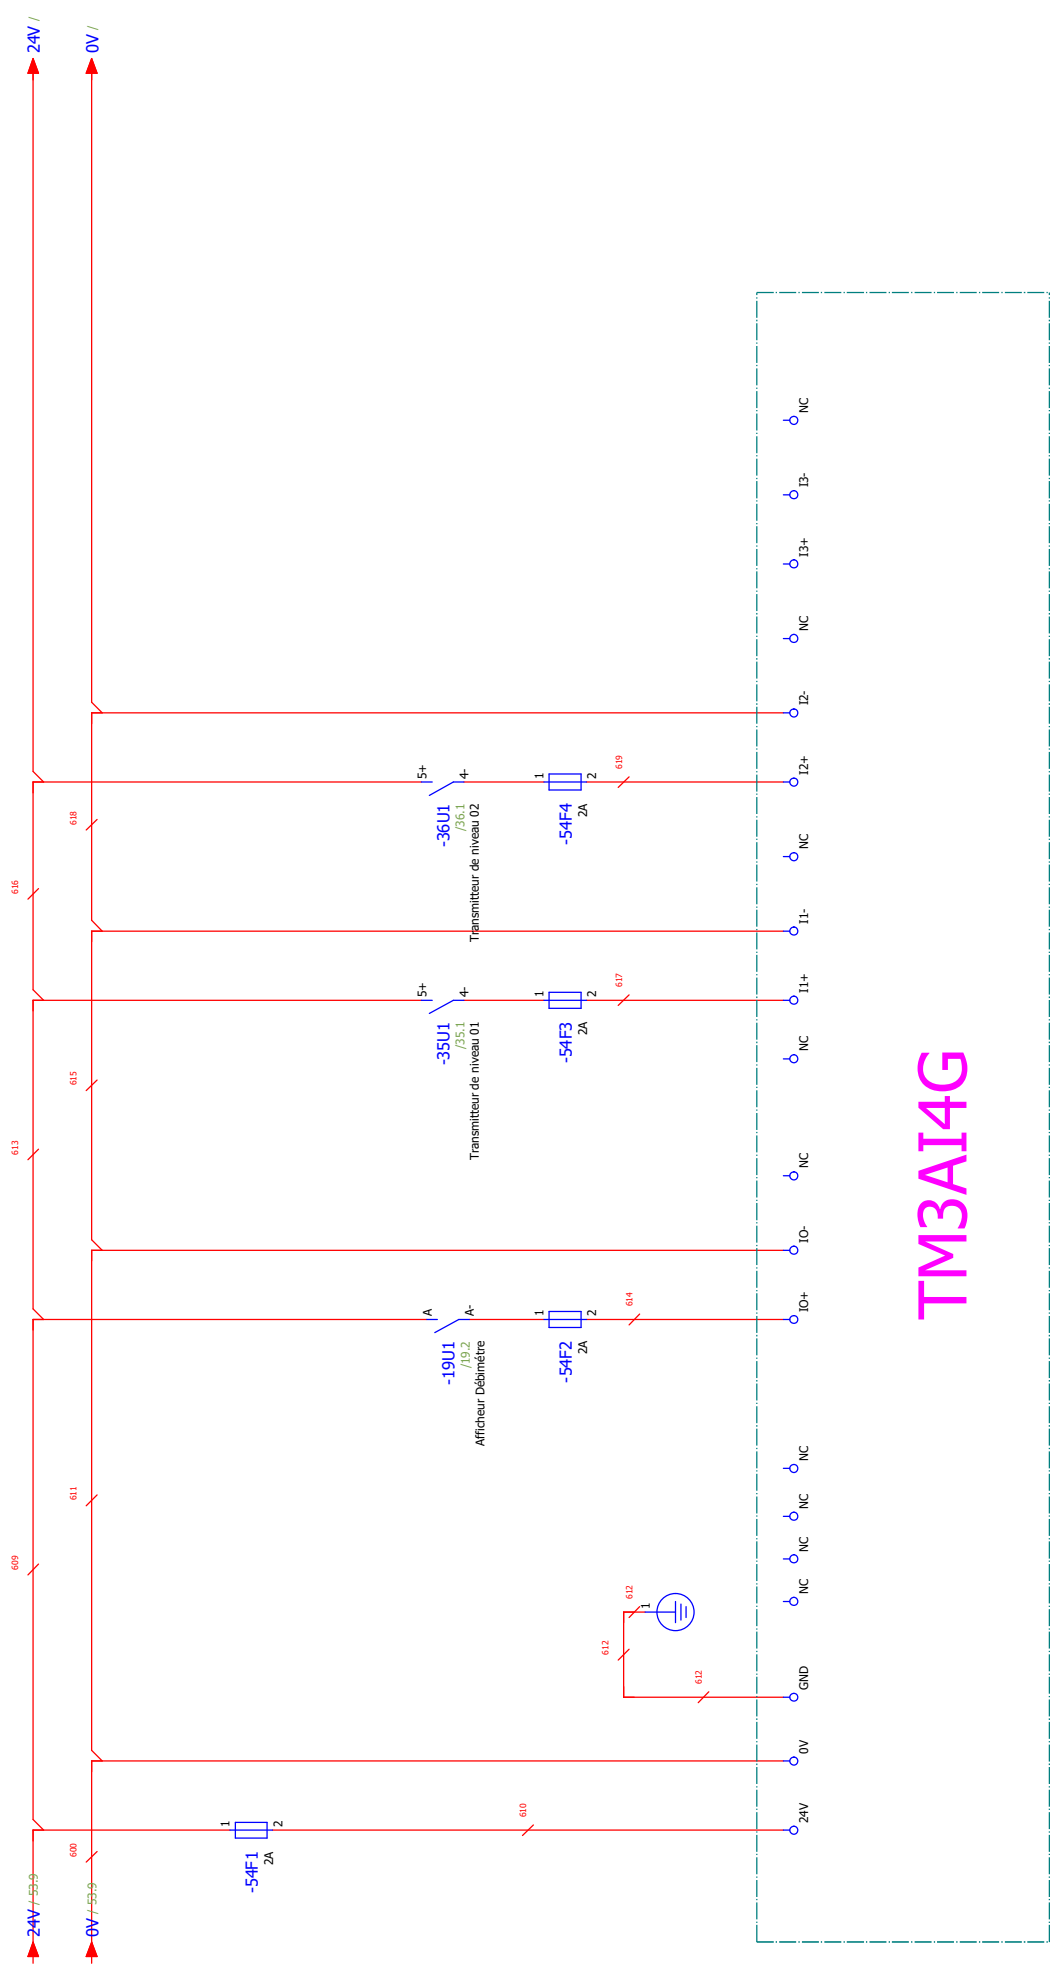 609
613
616
24V / 53.9
24V /
600
611
615
618
0V / 53.9
0V /
1
-54F1
2A
2
610
A
-19U1
/19.2
A-
Afficheur Débimétre
5+
-35U1
/35.1
4-
Transmitteur de niveau 01
5+
-36U1
/36.1
4-
Transmitteur de niveau 02
1
-54F2
2A
2
1
-54F3
2A
2
1
-54F4
2A
2
612
612
1
612
614
617
619
24V
0V
GND
NC
NC
NC
NC
IO+
IO-
NC
NC
I1+
I1-
NC
I2+
I2-
NC
I3+
I3-
NC
TM3AI4G